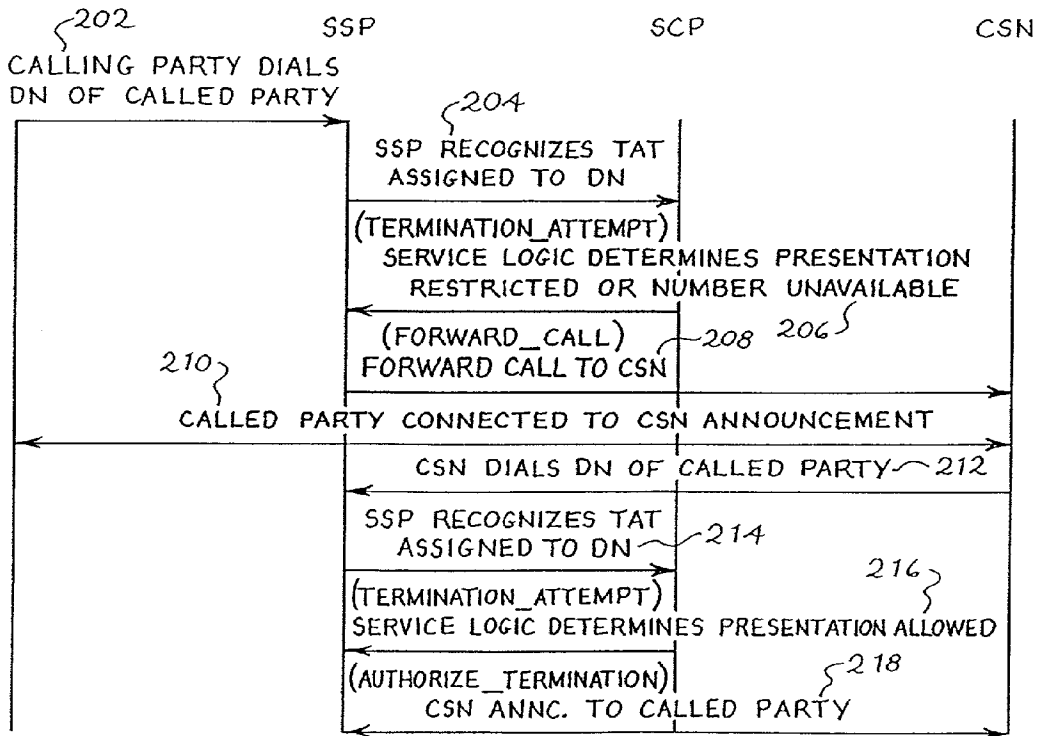 202
SSP SCP CSN
CALLING PARTY DIALS
DN OF CALLED PARTY
204
SSP RECOGNIZES TAT
ASSIGNED TO DN
(TERMINATION_ATTEMPT)
SERVICE LOGIC DETERMINES PRESENTATION
RESTRICTED OR NUMBER UNAVAILABLE
206
(FORWARD_CALL)
208
FORWARD CALL TO CSN
210
CALLED PARTY CONNECTED TO CSN ANNOUNCEMENT
CSN DIALS DN OF CALLED PARTY 212
SSP RECOGNIZES TAT
ASSIGNED TO DN 214
216
(TERMINATION_ATTEMPT)
SERVICE LOGIC DETERMINES PRESENTATION ALLOWED
218
(AUTHORIZE_TERMINATION)
CSN ANNC. TO CALLED PARTY